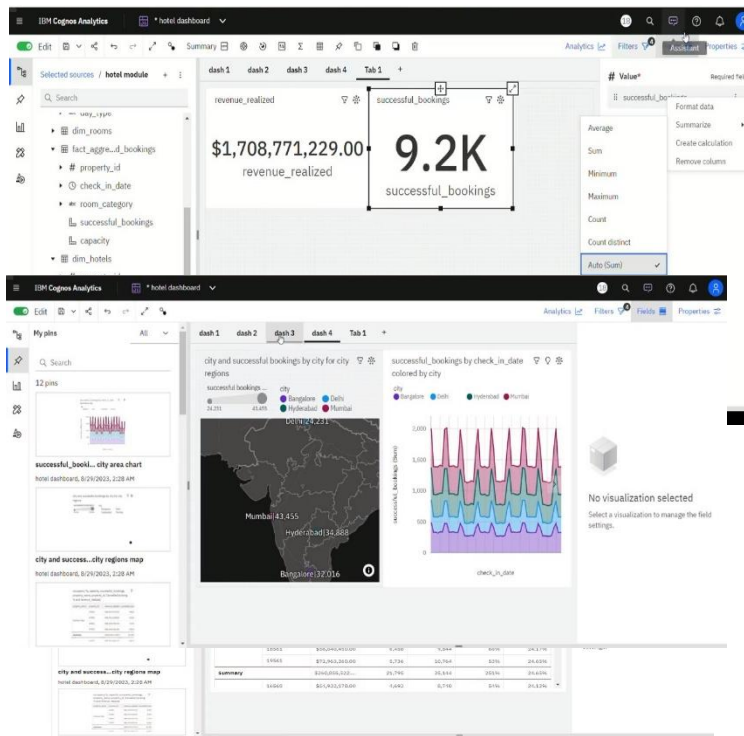 IBM Cognos Analytics
* hotel dashboard
Edit
Summary
Analytics
Filters
Assistant
Properties
Selected sources / hotel module
Search
dim_rooms
fact_aggre...d_bookings
# property_id
check_in_date
room_category
successful_bookings
capacity
dim_hotels
dash 1 dash 2 dash 3 dash 4 Tab 1 +
revenue_realized
$1,708,771,229.00
revenue_realized
successful_bookings
9.2K
successful_bookings
# Value*
Format data
Summarize
Create calculation
Remove column
Average
Sum
Minimum
Maximum
Count
Count distinct
Auto (Sum)
IBM Cognos Analytics
* hotel dashboard
Edit
Analytics
Filters
Fields
Properties
My pins
All
Search
12 pins
successful_booki... city area chart
hotel dashboard, 8/29/2023, 2:28 AM
city and success...city regions map
hotel dashboard, 8/29/2023, 2:28 AM
dash 1 dash 2 dash 3 dash 4 Tab 1 +
city and successful bookings by city for city
regions
successful bookings ...
24,231 43,455
city
Bangalore Delhi
Hyderabad Mumbai
Delhi|24,231
Mumbai|43,455
Hyderabad|34,888
Bangalore|32,016
successful_bookings by check_in_date
colored by city
city
Bangalore Delhi Hyderabad Mumbai
successful_bookings (Sum)
2,000
1,500
1,000
500
0
check_in_date
No visualization selected
Select a visualization to manage the field
settings.
city and success...city regions map
hotel dashboard, 8/29/2023, 2:28 AM
Summary